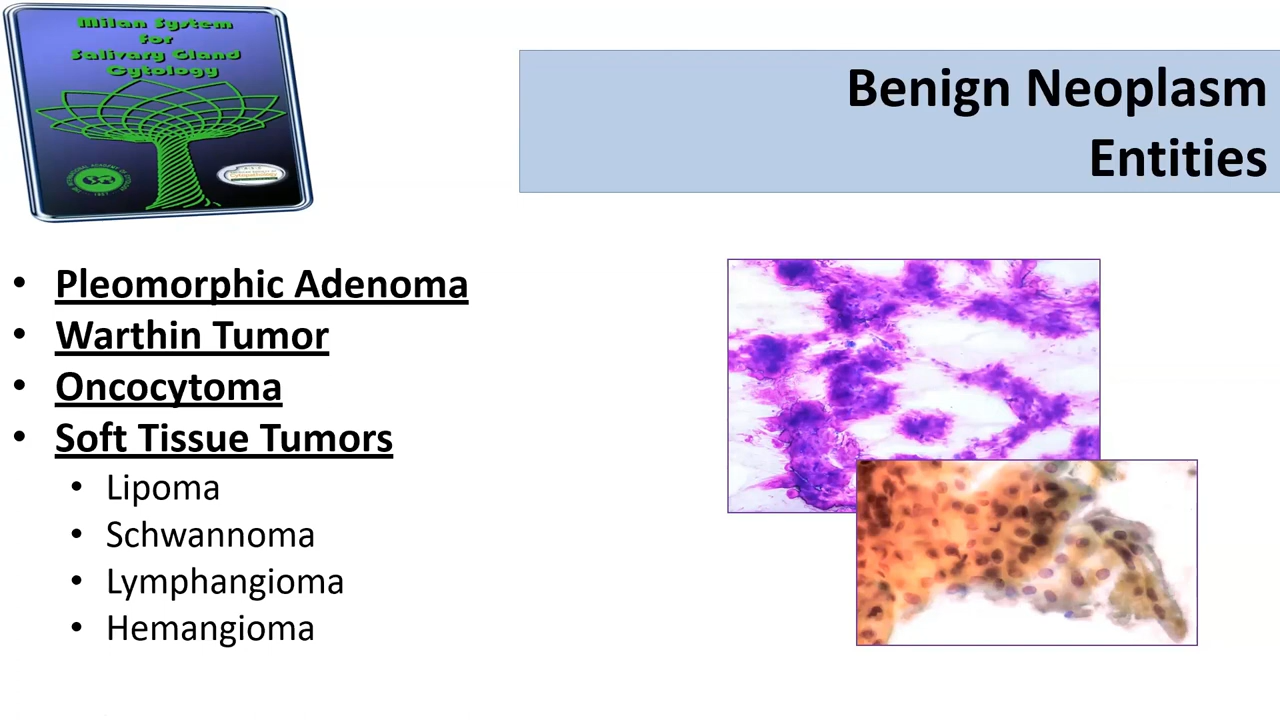 Milan System
for
Salivary Gland
Cytology
Benign Neoplasm
Entities
• Pleomorphic Adenoma
• Warthin Tumor
• Oncocytoma
• Soft Tissue Tumors
• Lipoma
• Schwannoma
• Lymphangioma
• Hemangioma